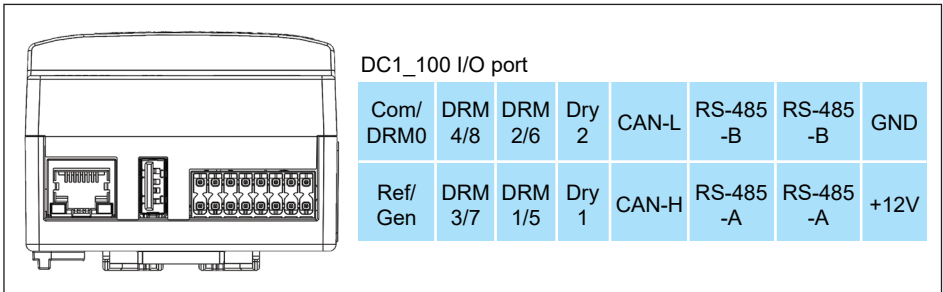 DC1_100 I/O port
Com/ DRM DRM Dry CAN-L RS-485 RS-485 GND
DRM0 4/8 2/6 2 -B -B
Ref/ DRM DRM Dry CAN-H RS-485 RS-485 +12V
Gen 3/7 1/5 1 -A -A